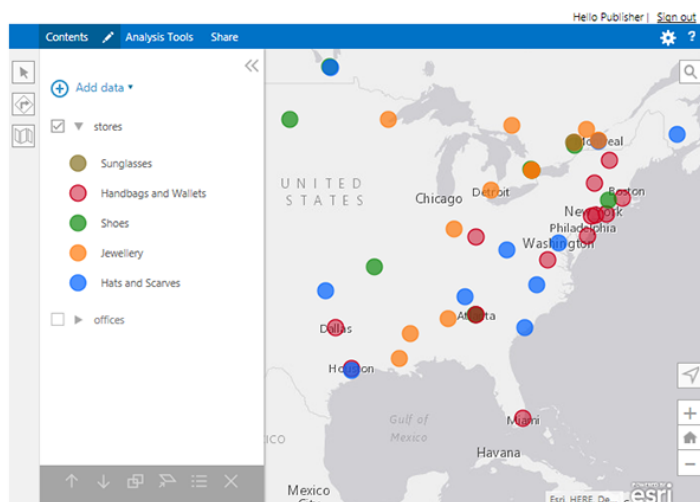 Hello Publisher | Sign out
Contents Analysis Tools Share ?
Add data
stores
Sunglasses
Handbags and Wallets
Shoes
Jewellery
Hats and Scarves
offices
UNITED
STATES
Chicago
Detroit
Boston
New York
Philadelphia
Washington
Atlanta
Dallas
Houston
Miami
Gulf of
Mexico
Havana
Mexico
Esri, HERE, De...
POWERED BY
esri